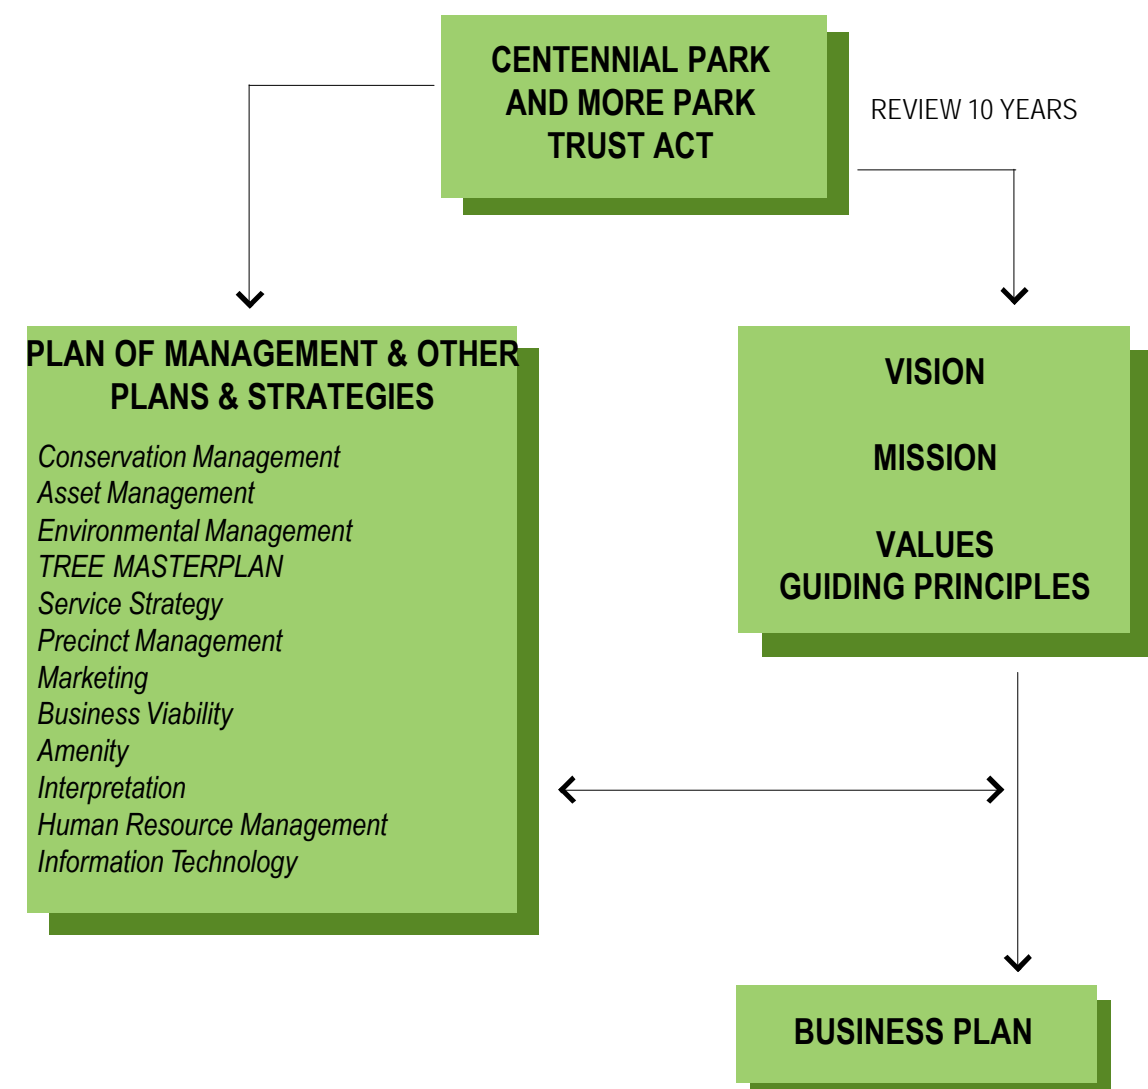 CENTENNIAL PARK
AND MORE PARK
TRUST ACT
REVIEW 10 YEARS
PLAN OF MANAGEMENT & OTHER
PLANS & STRATEGIES
Conservation Management
Asset Management
Environmental Management
TREE MASTERPLAN
Service Strategy
Precinct Management
Marketing
Business Viability
Amenity
Interpretation
Human Resource Management
Information Technology
VISION
MISSION
VALUES
GUIDING PRINCIPLES
BUSINESS PLAN